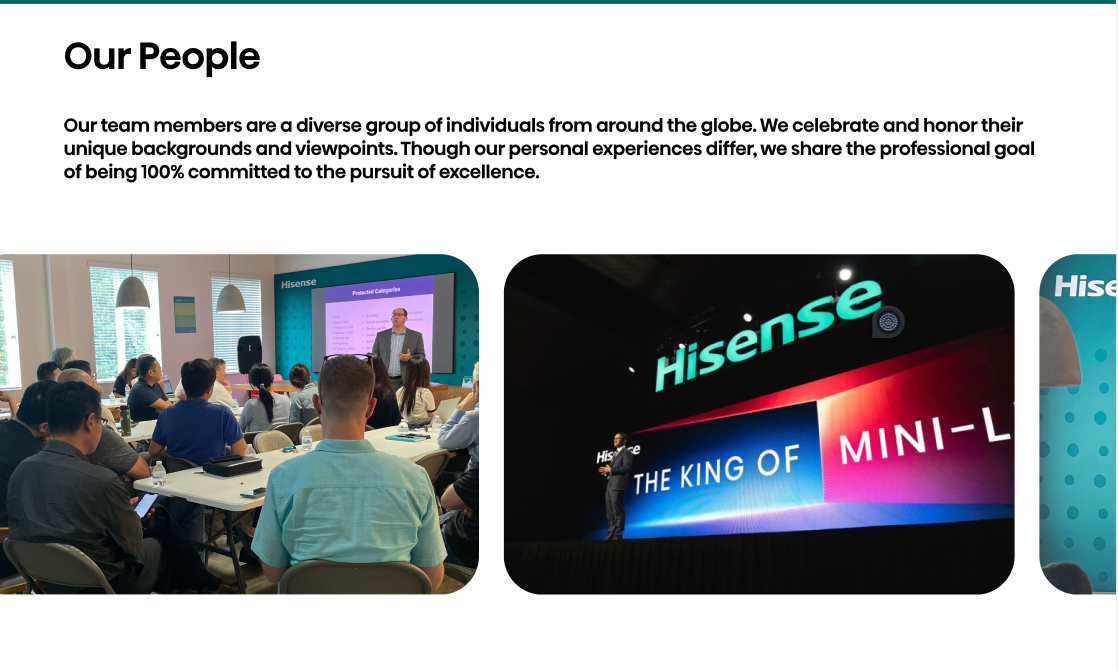 Our People
Our team members are a diverse group of individuals from around the globe. We celebrate and honor their
unique backgrounds and viewpoints. Though our personal experiences differ, we share the professional goal
of being 100% committed to the pursuit of excellence.
Hisense
Protected Categories
Hisense
THE KING OF
MINI-L
Hise